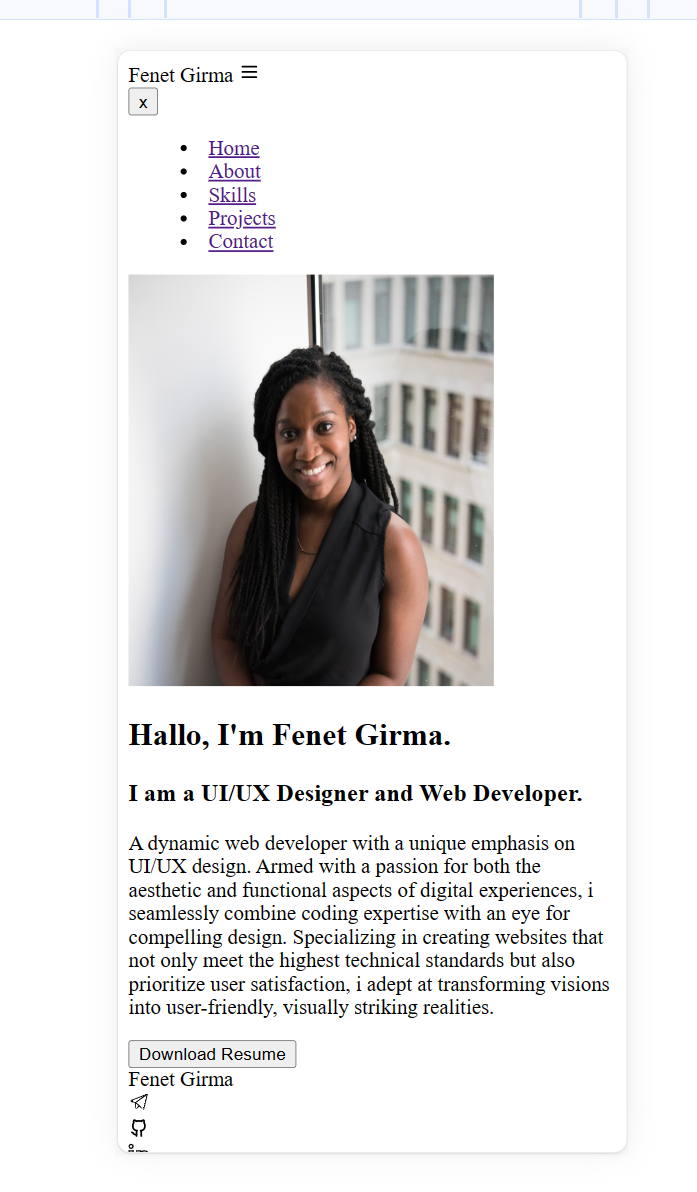 Fenet Girma
x
Home
About
Skills
Projects
Contact
Hallo, I'm Fenet Girma.
I am a UI/UX Designer and Web Developer.
A dynamic web developer with a unique emphasis on
UI/UX design. Armed with a passion for both the
aesthetic and functional aspects of digital experiences, i
seamlessly combine coding expertise with an eye for
compelling design. Specializing in creating websites that
not only meet the highest technical standards but also
prioritize user satisfaction, i adept at transforming visions
into user-friendly, visually striking realities.
Download Resume
Fenet Girma